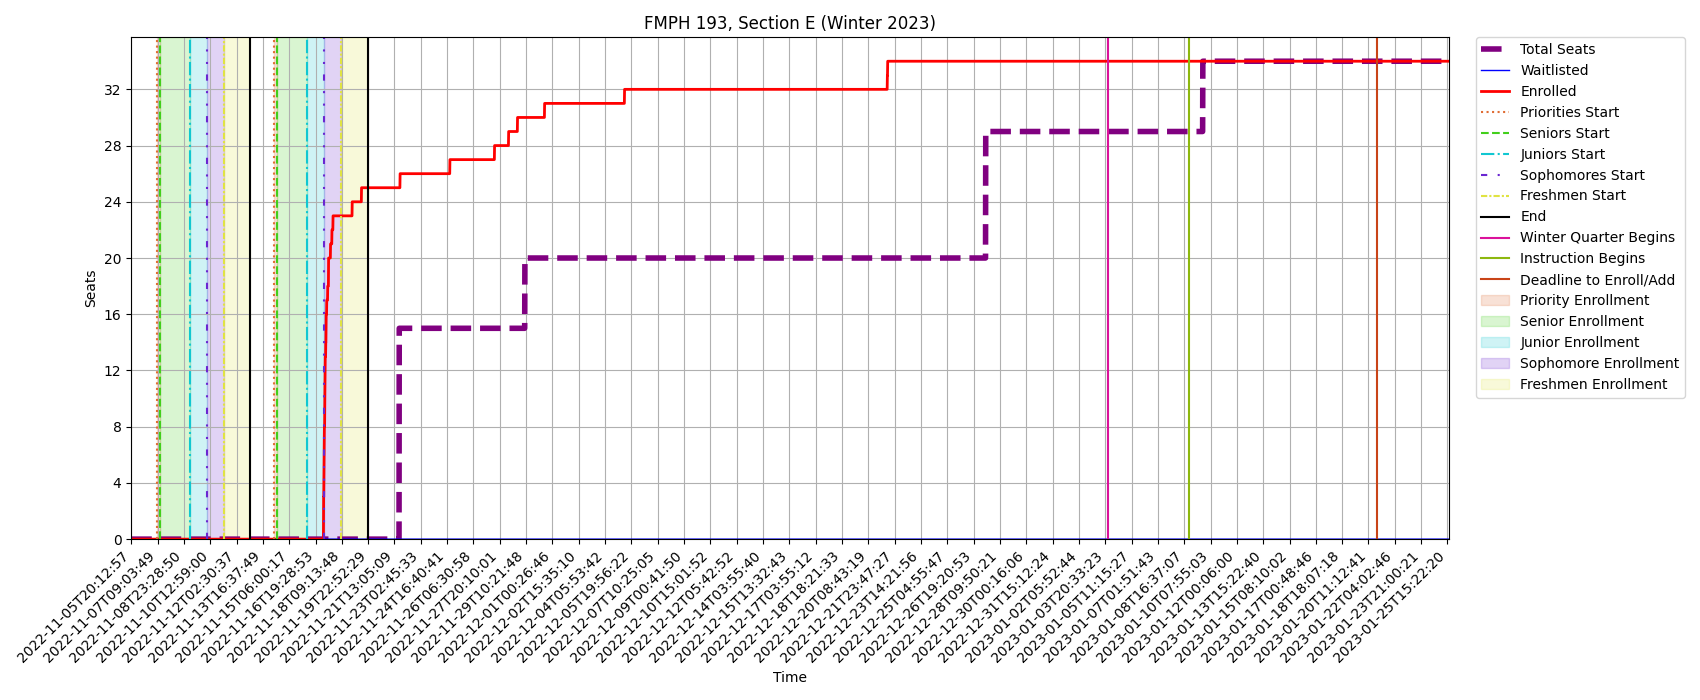 FMPH 193, Section E (Winter 2023)
Seats
32
28
24
20
16
12
8
4
0
2022-11-05T20:12:57
2022-11-07T09:03:49
2022-11-08T23:28:50
2022-11-10T12:59:00
2022-11-12T02:30:37
2022-11-13T16:37:49
2022-11-15T06:00:17
2022-11-16T19:28:53
2022-11-18T09:13:48
2022-11-19T22:52:29
2022-11-21T13:05:09
2022-11-23T02:45:33
2022-11-24T16:40:41
2022-11-26T06:30:58
2022-11-27T20:10:01
2022-11-29T10:21:48
2022-12-01T00:26:46
2022-12-02T15:35:10
2022-12-04T05:53:42
2022-12-05T19:56:22
2022-12-07T10:25:05
2022-12-09T00:41:50
2022-12-10T15:01:52
2022-12-12T05:42:52
2022-12-14T03:55:40
2022-12-15T13:32:43
2022-12-17T03:55:12
2022-12-18T18:21:33
2022-12-20T08:43:19
2022-12-21T23:47:27
2022-12-23T14:21:56
2022-12-25T04:55:47
2022-12-26T19:20:53
2022-12-28T09:50:21
2022-12-30T00:16:06
2022-12-31T15:12:24
2023-01-02T05:52:44
2023-01-03T20:33:23
2023-01-05T11:15:27
2023-01-07T01:51:43
2023-01-08T16:37:07
2023-01-10T07:55:03
2023-01-12T00:06:00
2023-01-13T15:22:40
2023-01-15T08:10:02
2023-01-17T00:48:46
2023-01-18T18:07:18
2023-01-20T11:12:41
2023-01-22T04:02:46
2023-01-23T21:00:21
2023-01-25T15:22:20
Time
Total Seats
Waitlisted
Enrolled
Priorities Start
Seniors Start
Juniors Start
Sophomores Start
Freshmen Start
End
Winter Quarter Begins
Instruction Begins
Deadline to Enroll/Add
Priority Enrollment
Senior Enrollment
Junior Enrollment
Sophomore Enrollment
Freshmen Enrollment